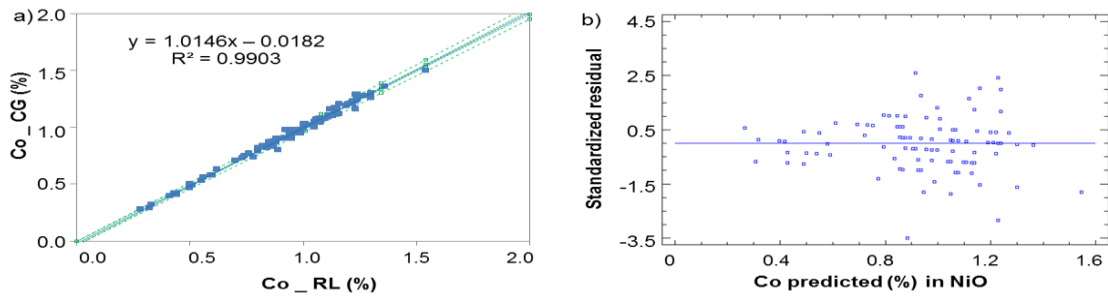 a)
y = 1.0146x – 0.0182
R² = 0.9903
Co _ CG (%)
2.0
1.5
1.0
0.5
0.0
0.0 0.5 1.0 1.5 2.0
Co _ RL (%)
b)
Standardized residual
4.5
2.5
0.5
-1.5
-3.5
0 0.4 0.8 1.2 1.6
Co predicted (%) in NiO